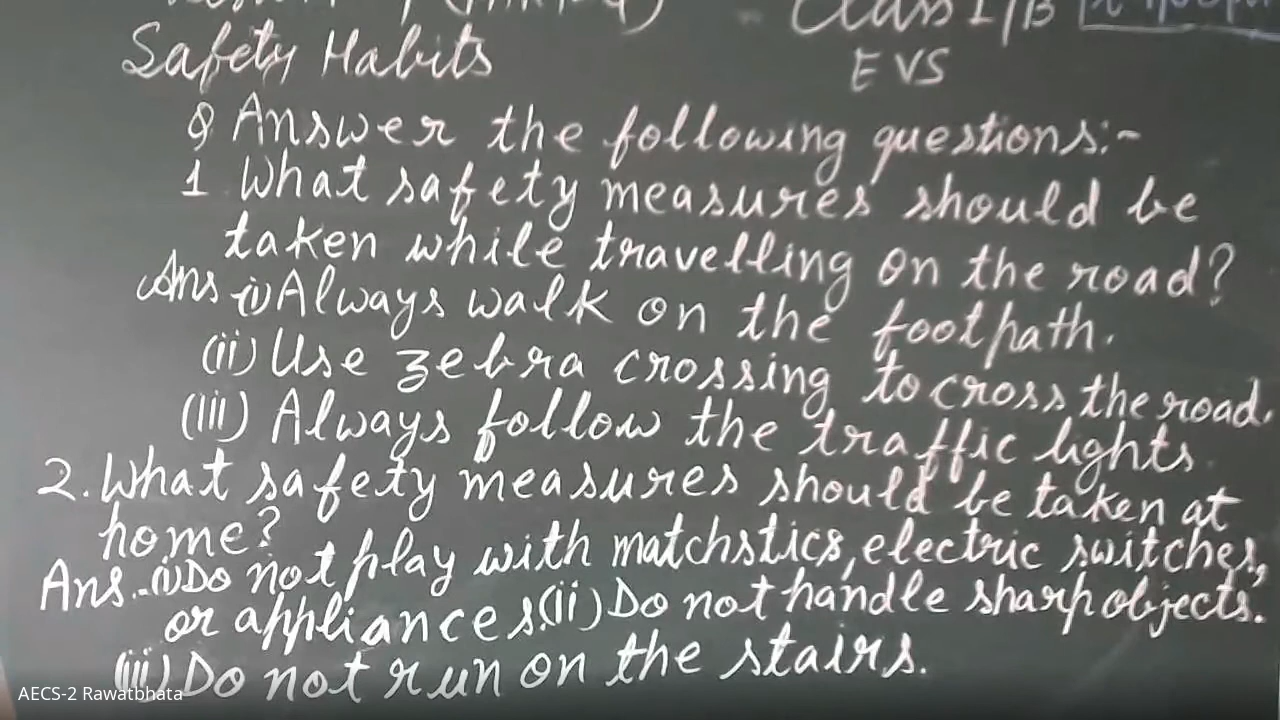 Class I/B
Safety Habits
EVS
Q Answer the following questions:-
1 What safety measures should be
taken while travelling on the road?
Ans (i) Always walk on the footpath.
(ii) Use zebra crossing to cross the road.
(iii) Always follow the traffic lights.
2. What safety measures should be taken at
home?
Ans. (i) Do not play with matchstics, electric switches,
or appliances. (ii) Do not handle sharp objects.
(iii) Do not run on the stairs.
AECS-2 Rawatbhata